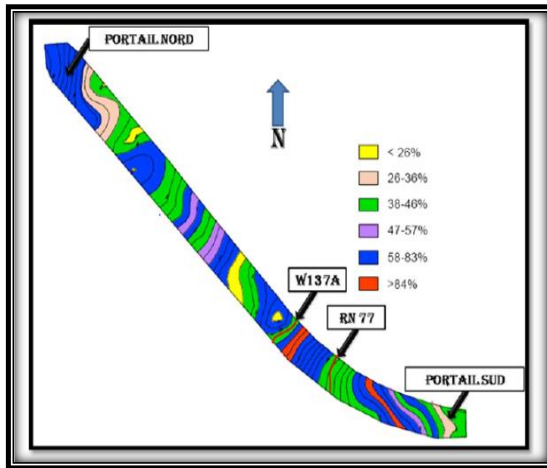 PORTAIL NORD
N
< 26%
26-36%
38-46%
47-57%
58-83%
>84%
W137A
RN 77
PORTAIL SUD